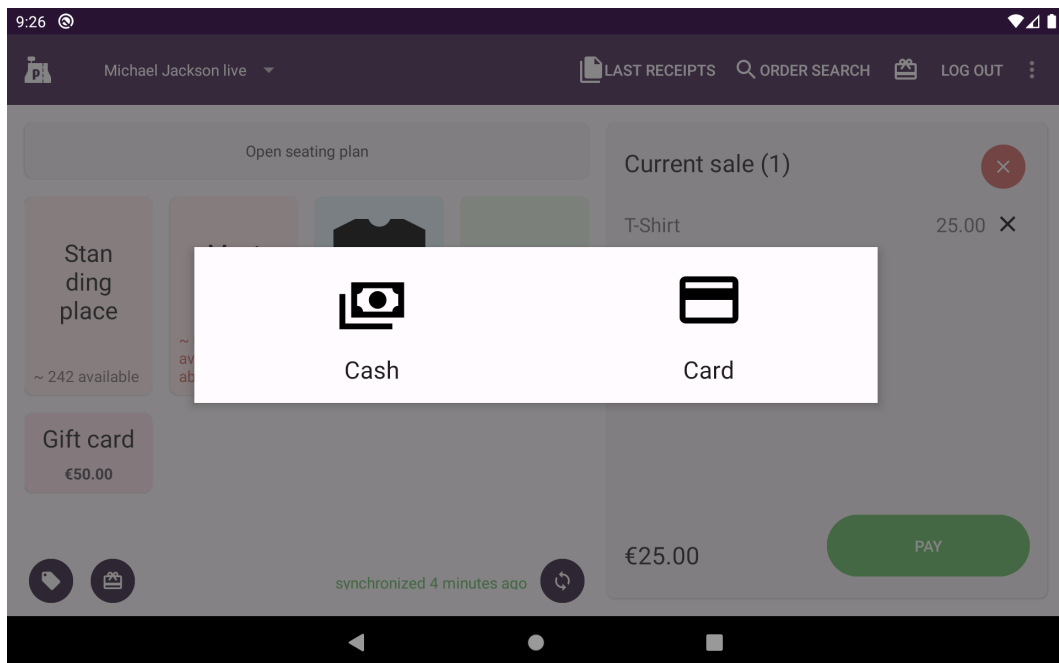 9:26
Michael Jackson live
LAST RECEIPTS
ORDER SEARCH
LOG OUT
Open seating plan
Current sale (1)
T-Shirt
25.00
Stan
ding
place
~ 242 available
~
av
ab
Cash
Card
Gift card
€50.00
synchronized 4 minutes ago
€25.00
PAY